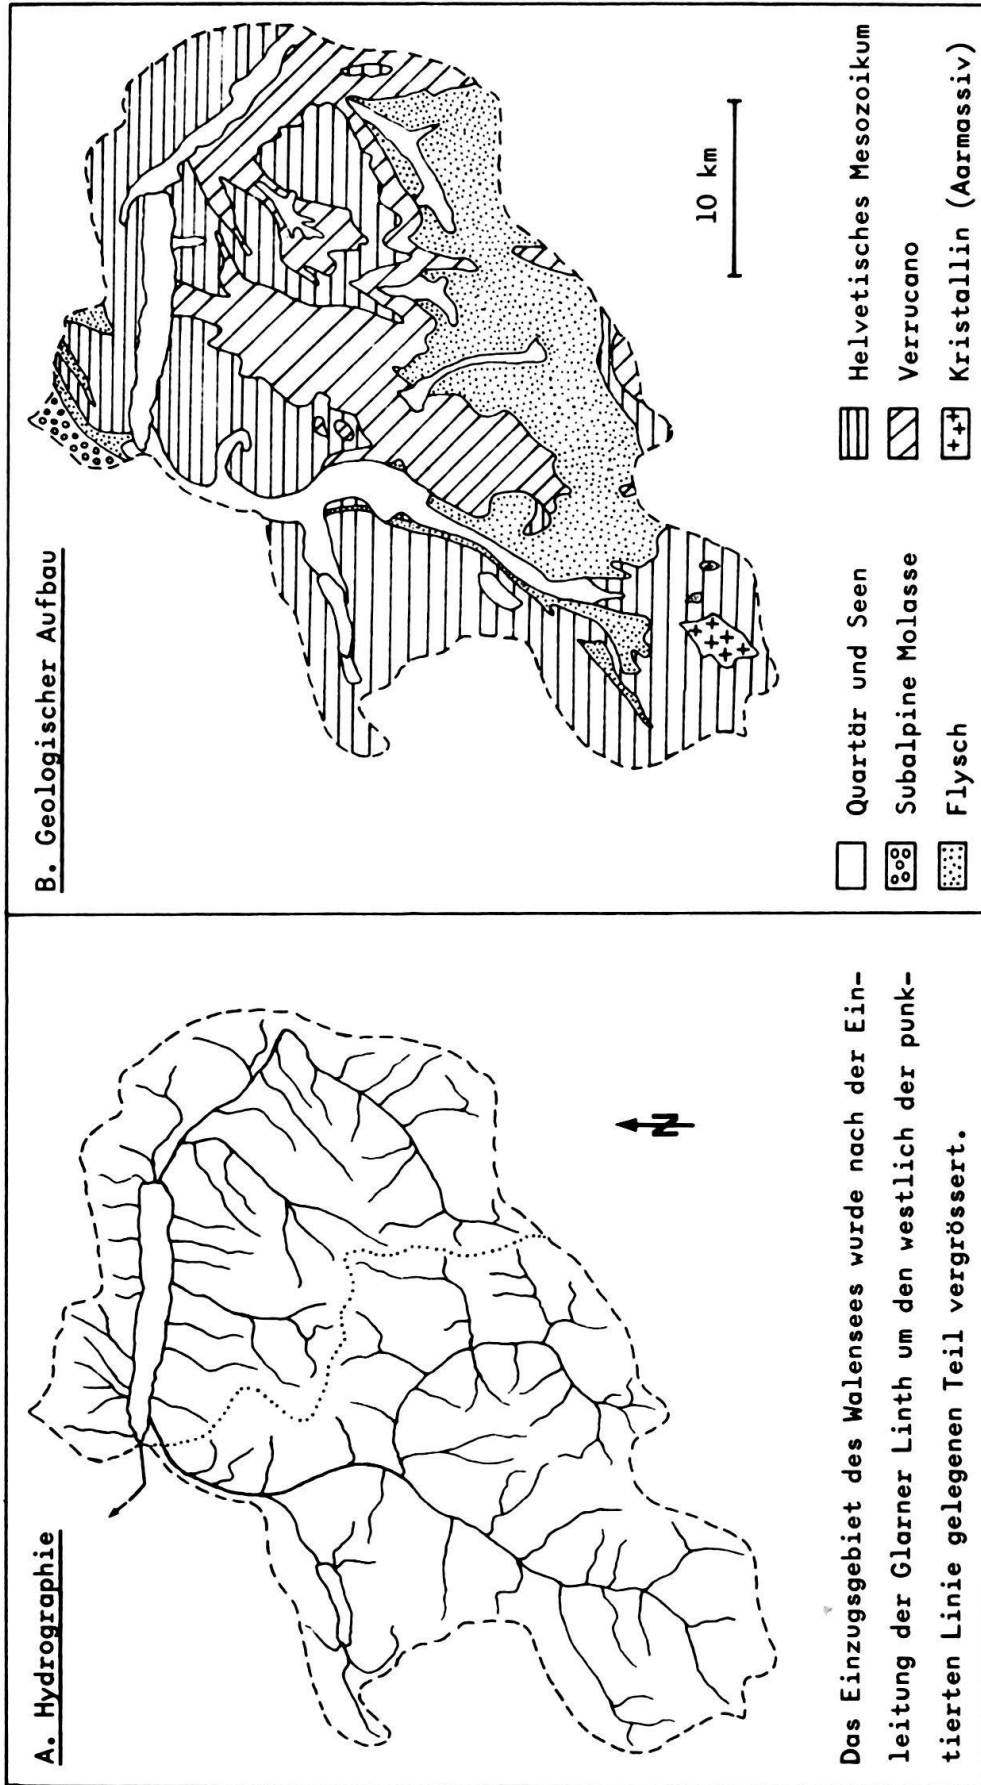 A. Hydrographie
N
Das Einzugsgebiet des Walensees wurde nach der Ein-
leitung der Glarner Linth um den westlich der punk-
tierten Linie gelegenen Teil vergrössert.
B. Geologischer Aufbau
10 km
Quartär und Seen
Subalpine Molasse
Flysch
Helvetisches Mesozoikum
Verrucano
Kristallin (Aarmassiv)